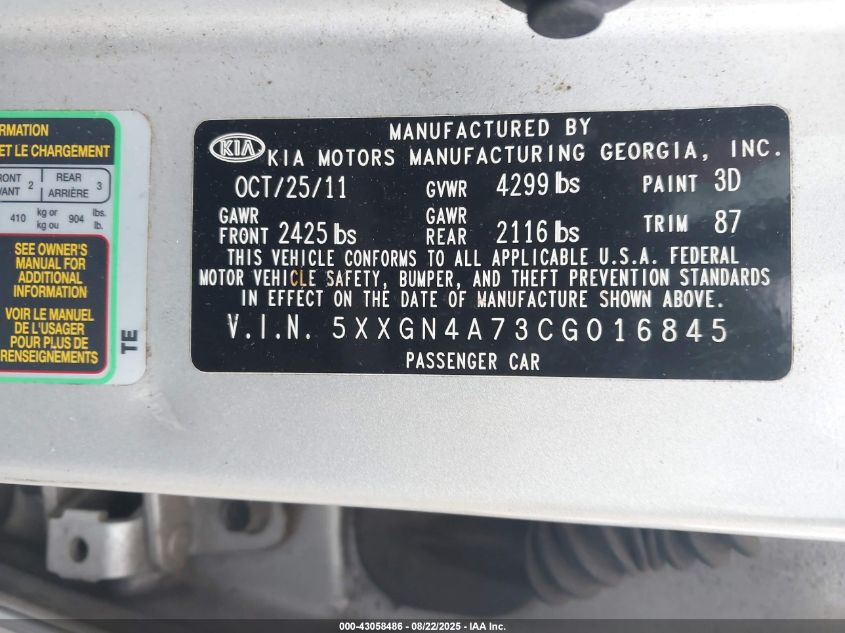 RMATION
ET LE CHARGEMENT
RONT 2 REAR 3
VANT ARRIÈRE
410 kg or 904 lbs.
kg ou lb.
SEE OWNER'S
MANUAL FOR
ADDITIONAL
INFORMATION
VOIR LE MANUEL
DE L'USAGER
POUR PLUS DE
RENSEIGNEMENTS
TE
MANUFACTURED BY
KIA KIA MOTORS MANUFACTURING GEORGIA, INC.
OCT/25/11 GVWR 4299 lbs PAINT 3D
GAWR GAWR
FRONT 2425 lbs REAR 2116 lbs TRIM 87
THIS VEHICLE CONFORMS TO ALL APPLICABLE U.S.A. FEDERAL
MOTOR VEHICLE SAFETY, BUMPER, AND THEFT PREVENTION STANDARDS
IN EFFECT ON THE DATE OF MANUFACTURE SHOWN ABOVE.
V.I.N. 5XXGN4A73CG016845
PASSENGER CAR
000-43058486 - 08/22/2025 - IAA Inc.